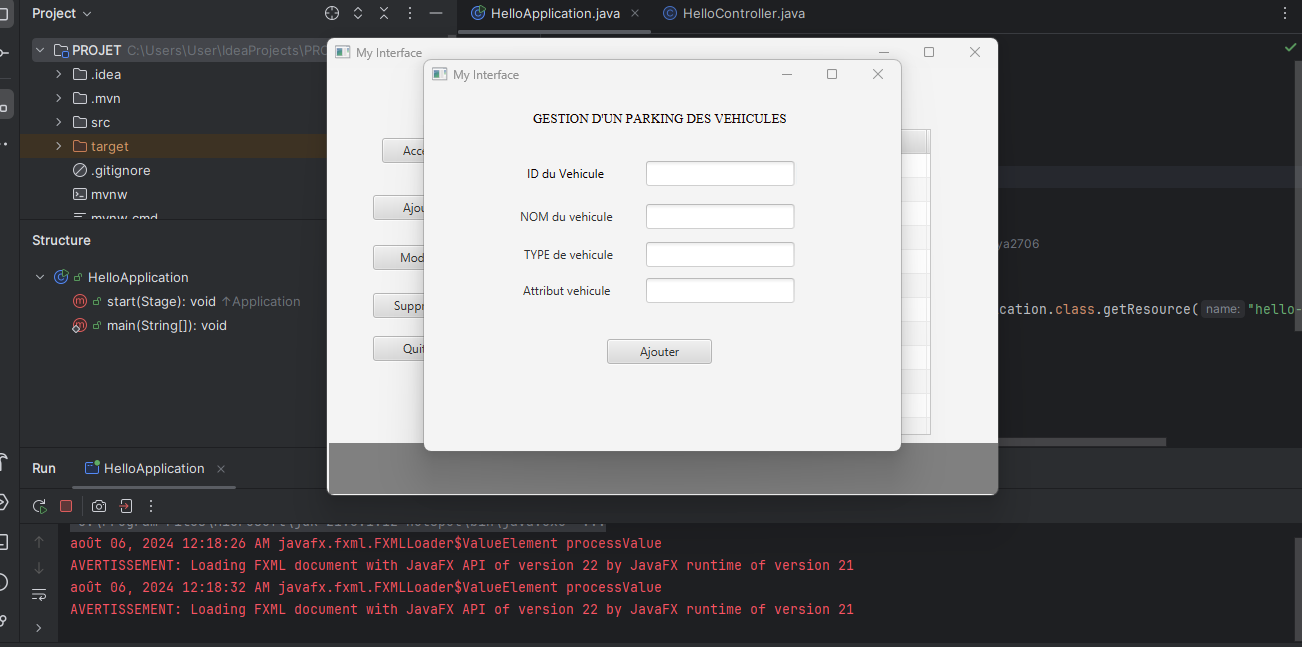 Project
HelloApplication.java
HelloController.java
PROJET C:\Users\User\IdeaProjects\PRO
.idea
.mvn
src
target
.gitignore
mvnw
mvnw.cmd
Structure
HelloApplication
start(Stage): void ↑Application
main(String[]): void
My Interface
Acc
Ajou
Mod
Suppr
Quit
My Interface
GESTION D'UN PARKING DES VEHICULES
ID du Vehicule
NOM du vehicule
TYPE de vehicule
Attribut vehicule
Ajouter
ya2706
cation.class.getResource( name: "hello-
Run
HelloApplication
août 06, 2024 12:18:26 AM javafx.fxml.FXMLLoader$ValueElement processValue
AVERTISSEMENT: Loading FXML document with JavaFX API of version 22 by JavaFX runtime of version 21
août 06, 2024 12:18:32 AM javafx.fxml.FXMLLoader$ValueElement processValue
AVERTISSEMENT: Loading FXML document with JavaFX API of version 22 by JavaFX runtime of version 21